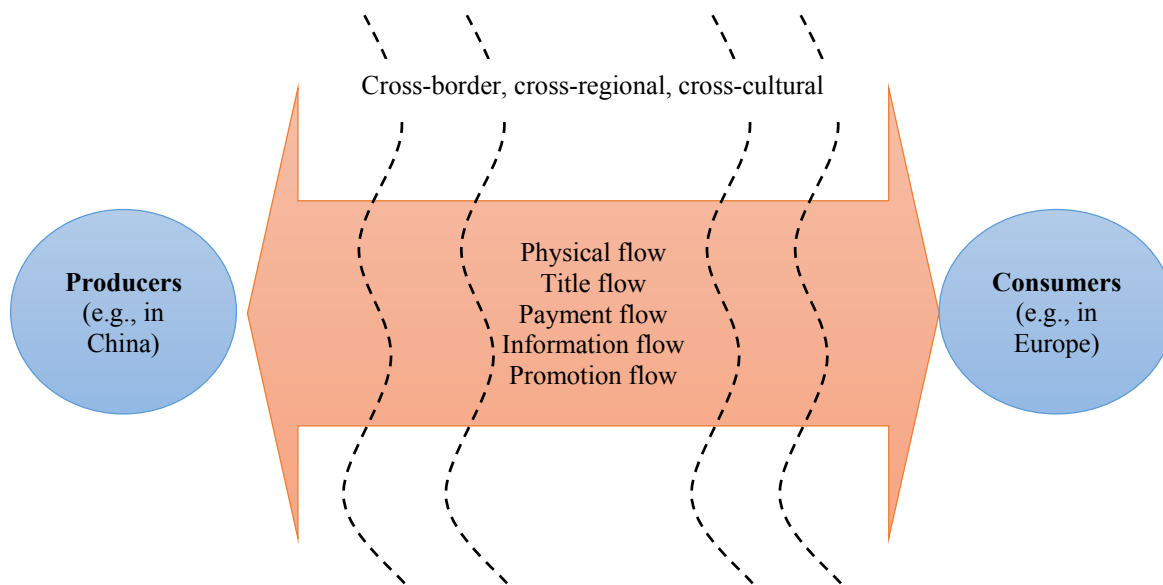 Cross-border, cross-regional, cross-cultural
Producers
(e.g., in
China)
Physical flow
Title flow
Payment flow
Information flow
Promotion flow
Consumers
(e.g., in
Europe)